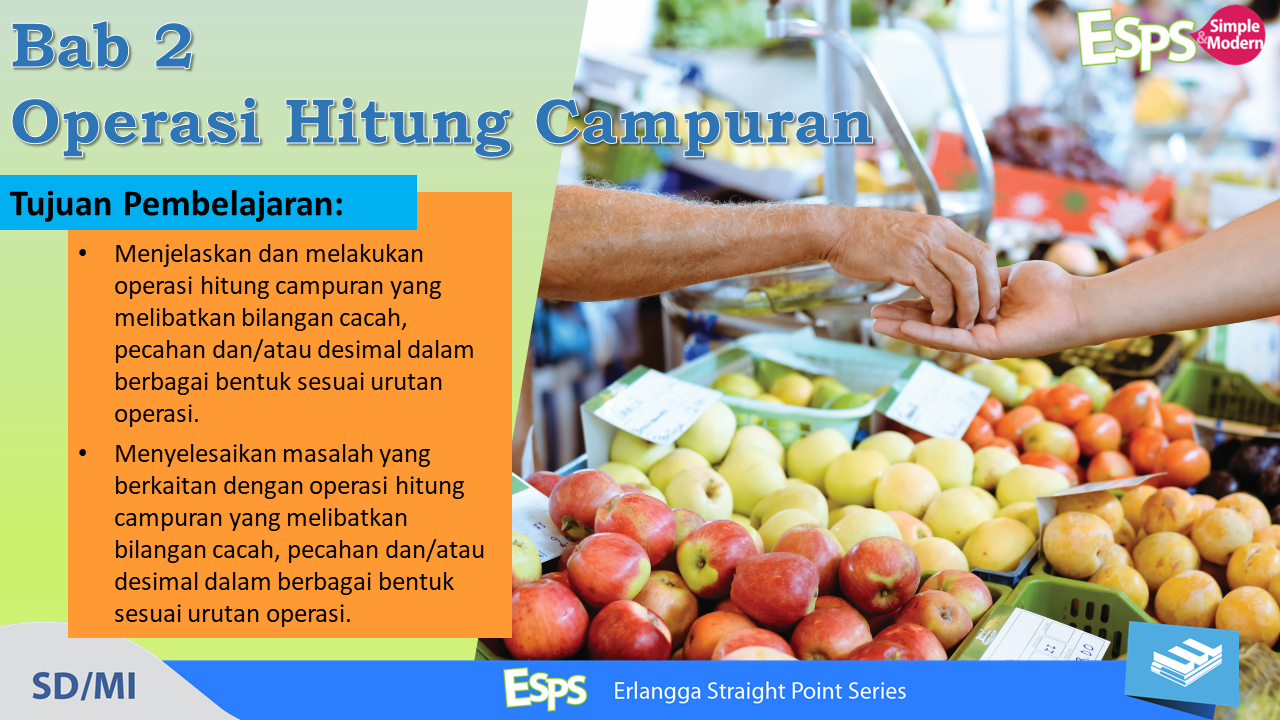 Bab 2
Operasi Hitung Campuran
ESPS
Simple
&Modern
Tujuan Pembelajaran:
• Menjelaskan dan melakukan
operasi hitung campuran yang
melibatkan bilangan cacah,
pecahan dan/atau desimal dalam
berbagai bentuk sesuai urutan
operasi.
• Menyelesaikan masalah yang
berkaitan dengan operasi hitung
campuran yang melibatkan
bilangan cacah, pecahan dan/atau
desimal dalam berbagai bentuk
sesuai urutan operasi.
SD/MI
ESPS
Erlangga Straight Point Series